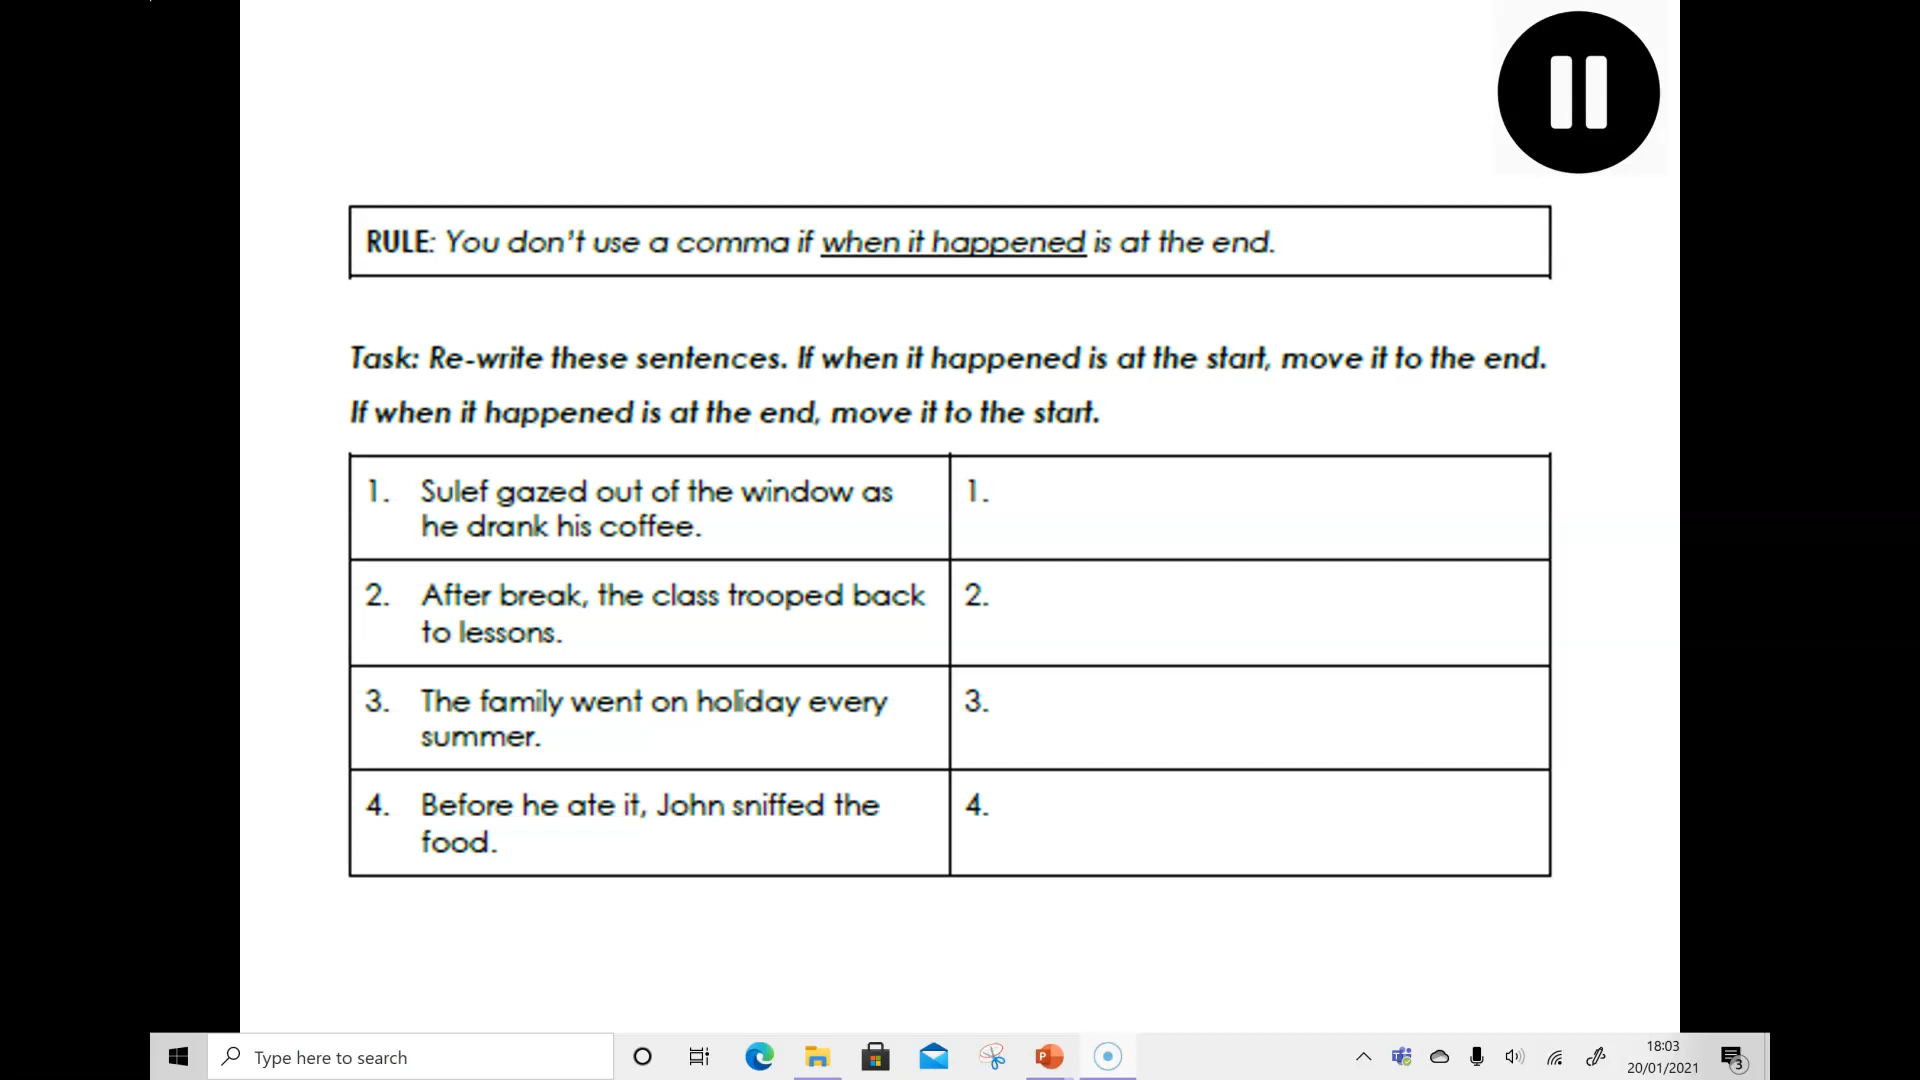 RULE: You don't use a comma if when it happened is at the end.
Task: Re-write these sentences. If when it happened is at the start, move it to the end.
If when it happened is at the end, move it to the start.
1. Sulef gazed out of the window as
he drank his coffee.
1.
2. After break, the class trooped back
to lessons.
2.
3. The family went on holiday every
summer.
3.
4. Before he ate it, John sniffed the
food.
4.
Type here to search
18:03
20/01/2021
3